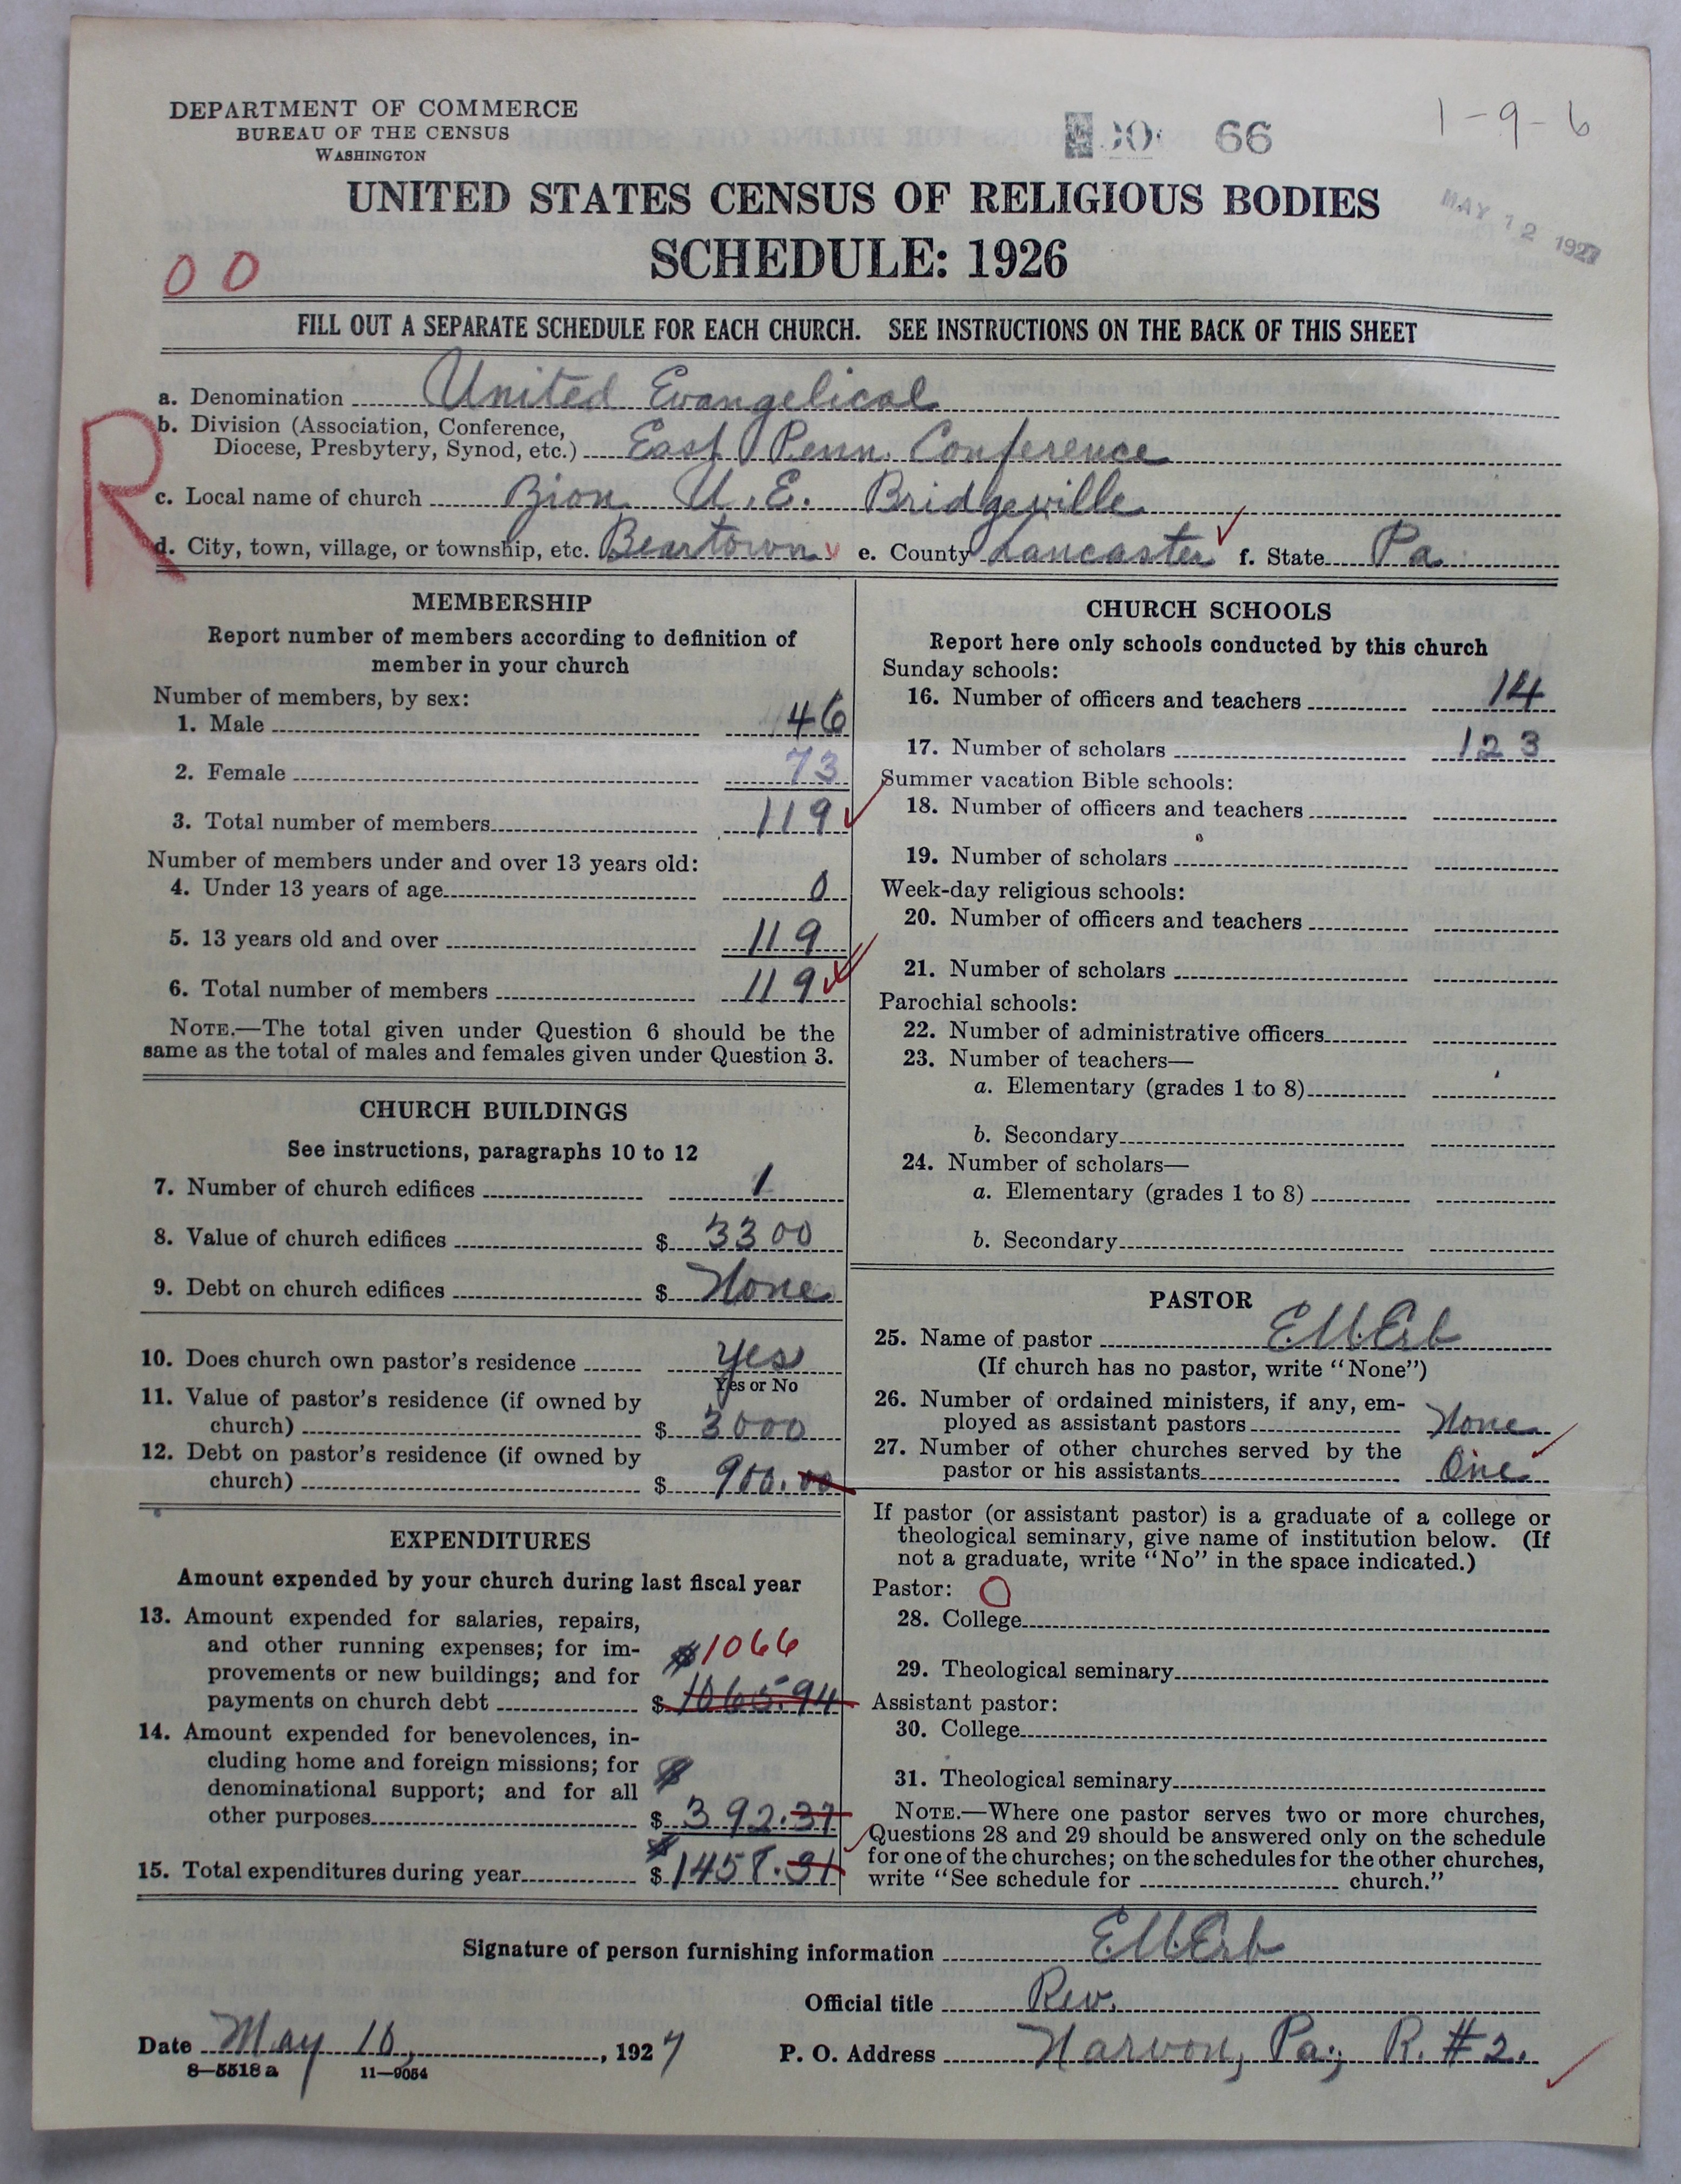 DEPARTMENT OF COMMERCE
BUREAU OF THE CENSUS
WASHINGTON
66
1-9-6
MAY 12 1927
UNITED STATES CENSUS OF RELIGIOUS BODIES
SCHEDULE: 1926
00
FILL OUT A SEPARATE SCHEDULE FOR EACH CHURCH. SEE INSTRUCTIONS ON THE BACK OF THIS SHEET
R
a. Denomination United Evangelical
b. Division (Association, Conference,
Diocese, Presbytery, Synod, etc.) East Penn. Conference
c. Local name of church Zion U.E. Bridgeville
d. City, town, village, or township, etc. Beartown e. County Lancaster f. State Pa
MEMBERSHIP
Report number of members according to definition of
member in your church
Number of members, by sex:
1. Male 46
2. Female 73
3. Total number of members 119
Number of members under and over 13 years old:
4. Under 13 years of age 0
5. 13 years old and over 119
6. Total number of members 119
NOTE.—The total given under Question 6 should be the
same as the total of males and females given under Question 3.
CHURCH BUILDINGS
See instructions, paragraphs 10 to 12
7. Number of church edifices 1
8. Value of church edifices $ 3300
9. Debt on church edifices $ None
10. Does church own pastor's residence Yes
Yes or No
11. Value of pastor's residence (if owned by
church) $ 3000
12. Debt on pastor's residence (if owned by
church) $ 900.00
EXPENDITURES
Amount expended by your church during last fiscal year
13. Amount expended for salaries, repairs,
and other running expenses; for im-
provements or new buildings; and for
$1066
payments on church debt $ 1065.94
14. Amount expended for benevolences, in-
cluding home and foreign missions; for
denominational support; and for all
other purposes $ 392.37
15. Total expenditures during year $ 1458.31
CHURCH SCHOOLS
Report here only schools conducted by this church
Sunday schools:
16. Number of officers and teachers 14
17. Number of scholars 123
Summer vacation Bible schools:
18. Number of officers and teachers
19. Number of scholars
Week-day religious schools:
20. Number of officers and teachers
21. Number of scholars
Parochial schools:
22. Number of administrative officers
23. Number of teachers—
a. Elementary (grades 1 to 8)
b. Secondary
24. Number of scholars—
a. Elementary (grades 1 to 8)
b. Secondary
PASTOR
25. Name of pastor E M Erb
(If church has no pastor, write "None")
26. Number of ordained ministers, if any, em-
ployed as assistant pastors None
27. Number of other churches served by the
pastor or his assistants One
If pastor (or assistant pastor) is a graduate of a college or
theological seminary, give name of institution below. (If
not a graduate, write "No" in the space indicated.)
Pastor: O
28. College
29. Theological seminary
Assistant pastor:
30. College
31. Theological seminary
NOTE.—Where one pastor serves two or more churches,
Questions 28 and 29 should be answered only on the schedule
for one of the churches; on the schedules for the other churches,
write "See schedule for church."
Signature of person furnishing information E M Erb
Official title Rev.
Date May 10, 1927 P. O. Address Narvon, Pa., R. #2.
8—5518 a 11—9054